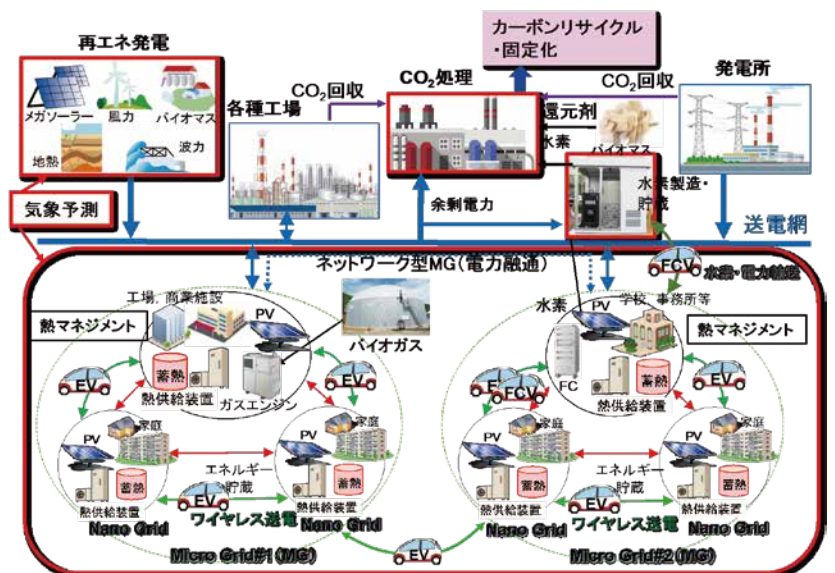 カーボンリサイクル
・固定化
再エネ発電
メガソーラー
風力
バイオマス
地熱
波力
気象予測
各種工場
CO₂回収
CO₂処理
CO₂回収
発電所
還元剤
水素
バイオマス
水素製造・
貯蔵
余剰電力
送電網
FCV
水素・電力輸送
ネットワーク型MG(電力融通)
工場, 商業施設
PV
熱マネジメント
バイオガス
EV
蓄熱
熱供給装置
ガスエンジン
EV
PV
家庭
蓄熱
熱供給装置
Nano Grid
エネルギー
貯蔵
EV
ワイヤレス送電
PV
家庭
蓄熱
熱供給装置
Nano Grid
Micro Grid#1(MG)
EV
水素
PV
学校, 事務所等
熱マネジメント
FC
蓄熱
熱供給装置
EV
FCV
EV
PV
家庭
蓄熱
熱供給装置
Nano Grid
エネルギー
貯蔵
EV
ワイヤレス送電
PV
家庭
蓄熱
熱供給装置
Nano Grid
Micro Grid#2(MG)